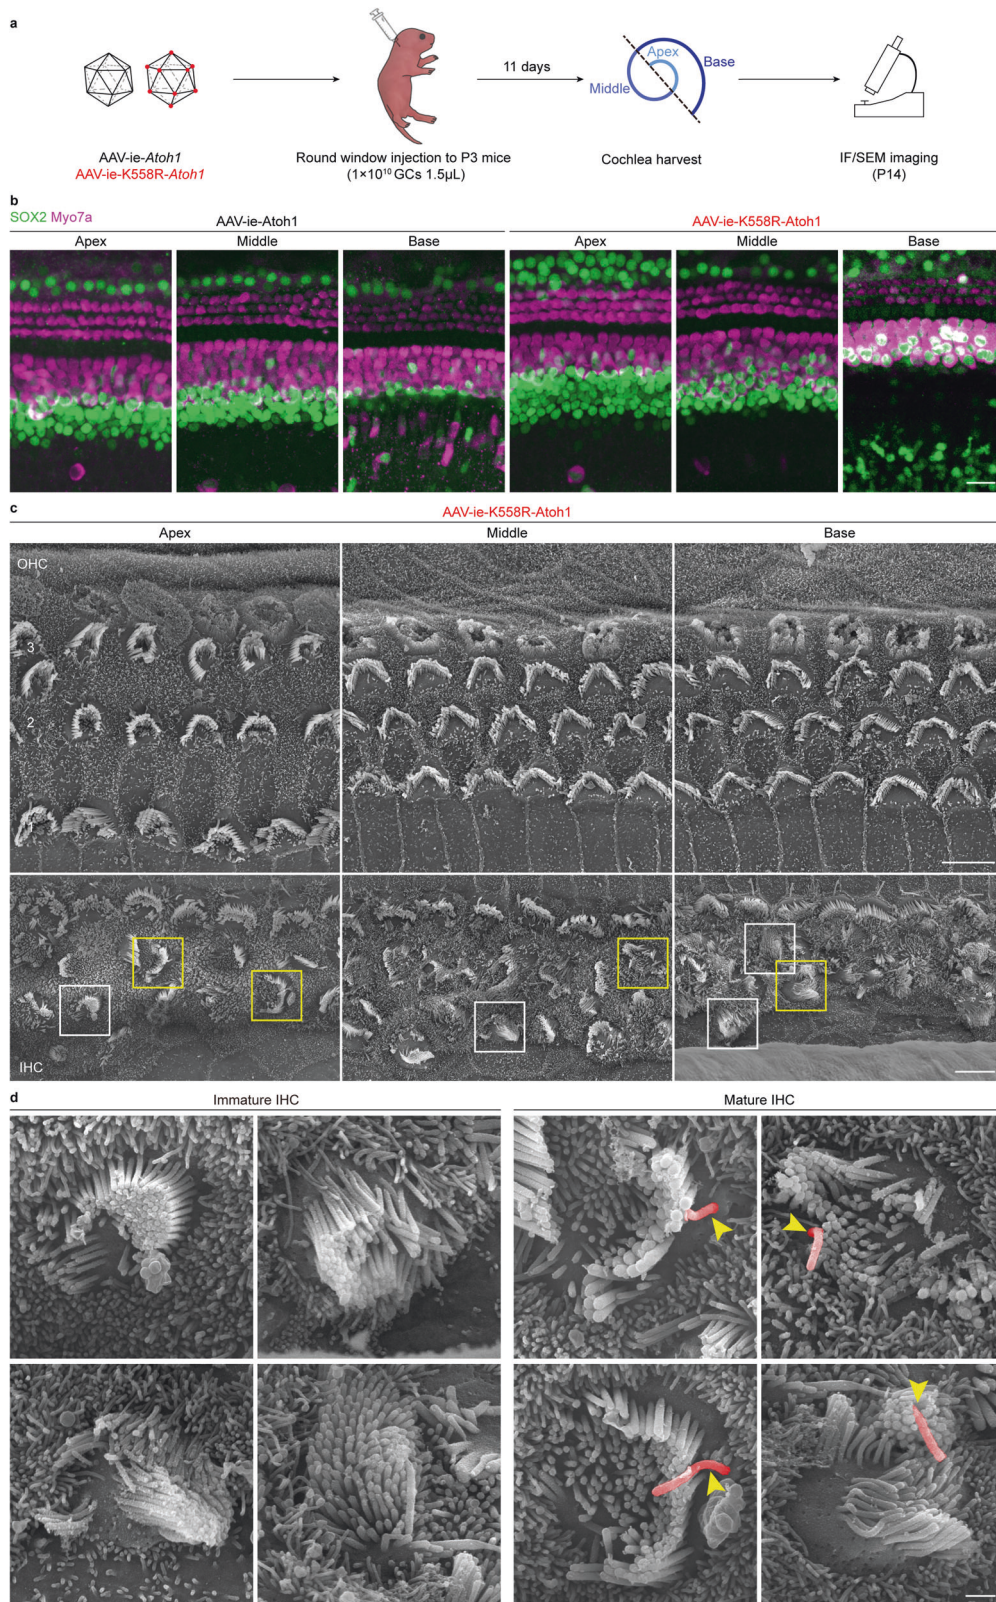 a
Apex
Base
Middle
11 days
AAV-ie-Atoh1
AAV-ie-K558R-Atoh1
Round window injection to P3 mice
(1×10¹⁰ GCs 1.5μL)
Cochlea harvest
IF/SEM imaging
(P14)
b
SOX2 Myo7a
AAV-ie-Atoh1
AAV-ie-K558R-Atoh1
Apex
Middle
Base
Apex
Middle
Base
c
AAV-ie-K558R-Atoh1
Apex
Middle
Base
OHC
3
2
IHC
d
Immature IHC
Mature IHC